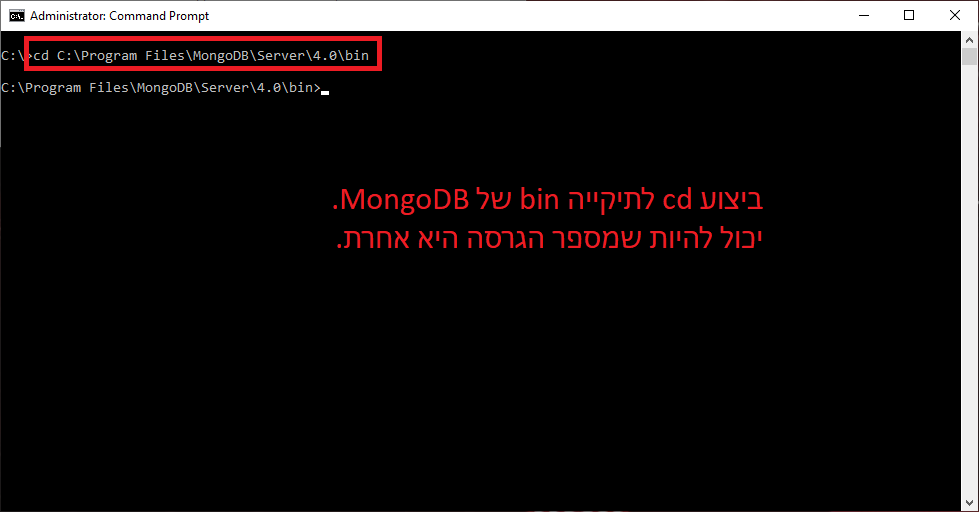 Administrator: Command Prompt
C:\>cd C:\Program Files\MongoDB\Server\4.0\bin
C:\Program Files\MongoDB\Server\4.0\bin>
ביצוע cd לתיקייה bin של MongoDB.
יכול להיות שמספר הגרסה היא אחרת.